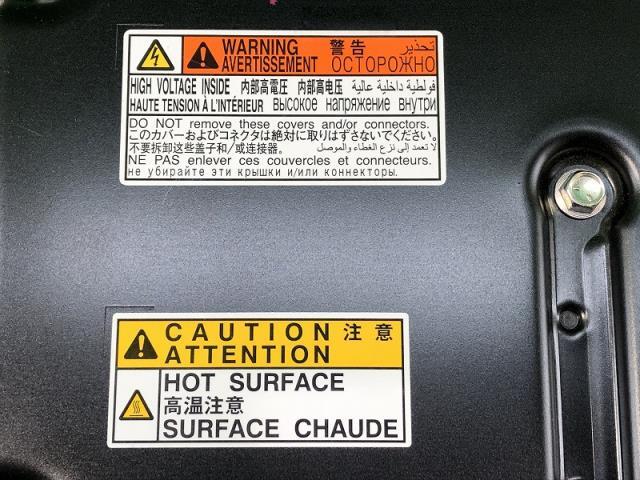 WARNING 警告 تحذير
AVERTISSEMENT ОСТОРОЖНО
HIGH VOLTAGE INSIDE 内部高電圧 内部高电压 فولطية داخلية عالية
HAUTE TENSION À L'INTÉRIEUR высокое напряжение внутри
DO NOT remove these covers and/or connectors.
このカバーおよびコネクタは絶対に取りはずさないでください。
不要拆卸这些盖子和/或连接器。 لا تعمد إلى نزع الغطاء والموصل
NE PAS enlever ces couvercles et connecteurs.
не убирайте эти крышки и/или коннекторы.
CAUTION 注意
ATTENTION
HOT SURFACE
高温注意
SURFACE CHAUDE